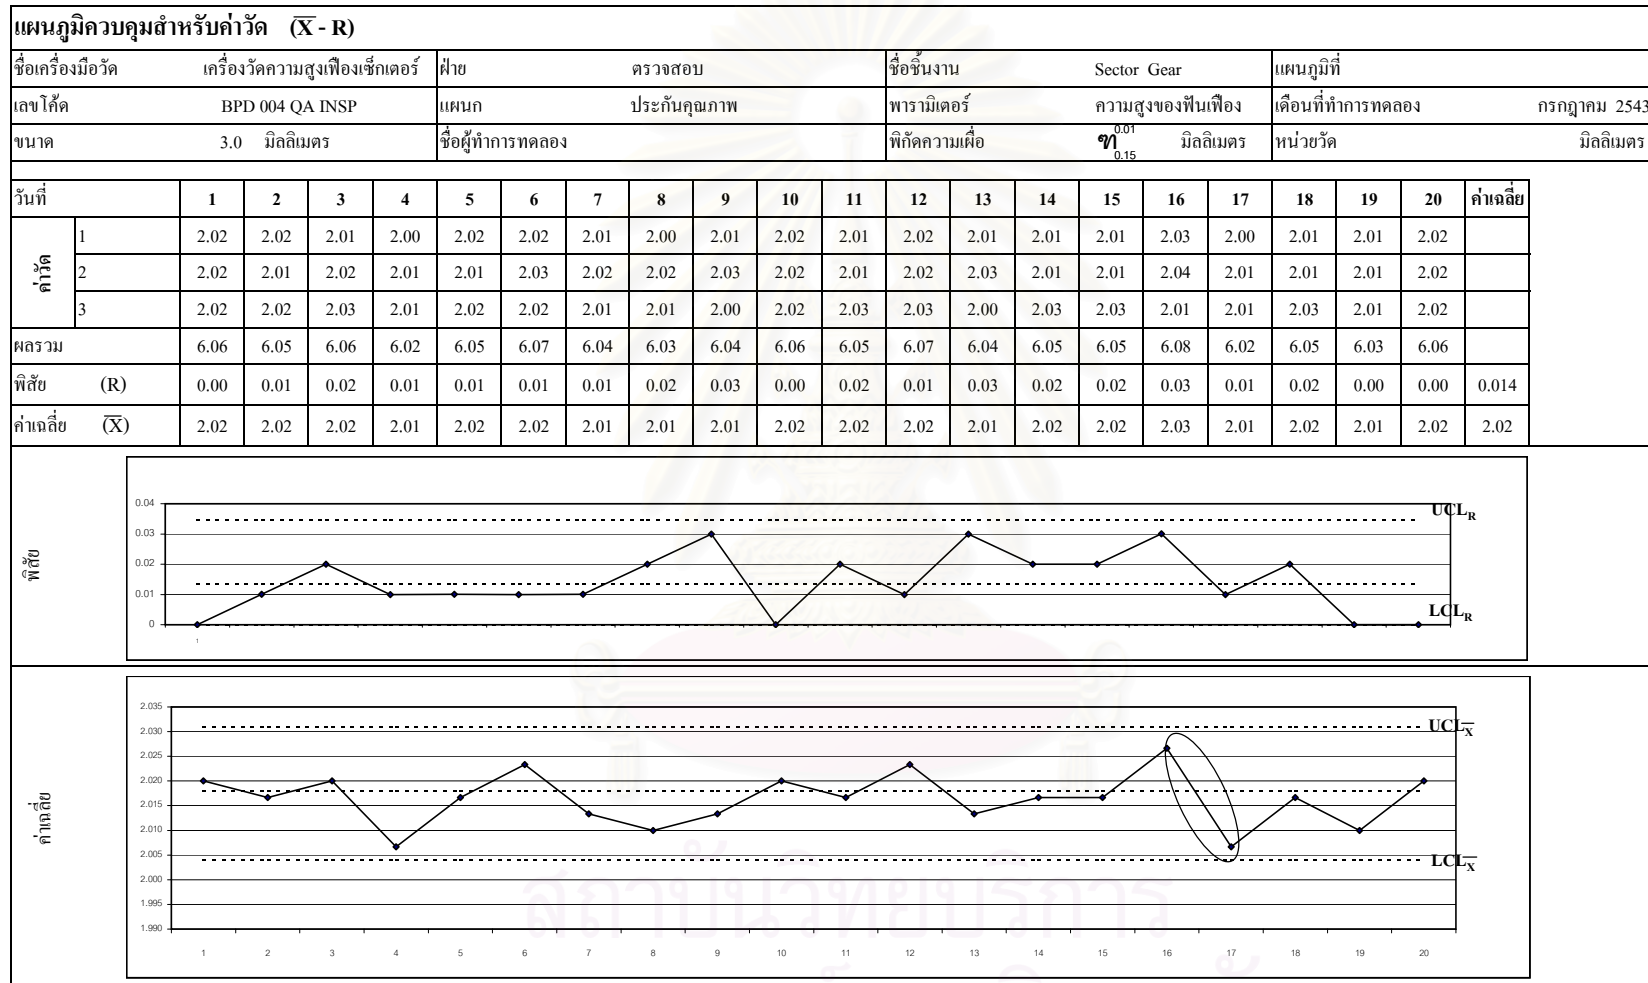 แผนภูมิควบคุมสำหรับค่าวัด (X̅ - R)
ชื่อเครื่องมือวัด เครื่องวัดความสูงเฟืองเซ็กเตอร์ ฝ่าย ตรวจสอบ ชื่อชิ้นงาน Sector Gear แผนภูมิที่
เลขโค้ด BPD 004 QA INSP แผนก ประกันคุณภาพ พารามิเตอร์ ความสูงของฟันเฟือง เดือนที่ทำการทดลอง กรกฎาคม 2543
ขนาด 3.0 มิลลิเมตร ชื่อผู้ทำการทดลอง พิกัดความเผื่อ ฑ 0.01 0.15 มิลลิเมตร หน่วยวัด มิลลิเมตร
วันที่ 1 2 3 4 5 6 7 8 9 10 11 12 13 14 15 16 17 18 19 20 ค่าเฉลี่ย
ค่าวัด
1 2.02 2.02 2.01 2.00 2.02 2.02 2.01 2.00 2.01 2.02 2.01 2.02 2.01 2.01 2.01 2.03 2.00 2.01 2.01 2.02
2 2.02 2.01 2.02 2.01 2.01 2.03 2.02 2.02 2.03 2.02 2.01 2.02 2.03 2.01 2.01 2.04 2.01 2.01 2.01 2.02
3 2.02 2.02 2.03 2.01 2.02 2.02 2.01 2.01 2.00 2.02 2.03 2.03 2.00 2.03 2.03 2.01 2.01 2.03 2.01 2.02
ผลรวม 6.06 6.05 6.06 6.02 6.05 6.07 6.04 6.03 6.04 6.06 6.05 6.07 6.04 6.05 6.05 6.08 6.02 6.05 6.03 6.06
พิสัย (R) 0.00 0.01 0.02 0.01 0.01 0.01 0.01 0.02 0.03 0.00 0.02 0.01 0.03 0.02 0.02 0.03 0.01 0.02 0.00 0.00 0.014
ค่าเฉลี่ย (X̅) 2.02 2.02 2.02 2.01 2.02 2.02 2.01 2.01 2.01 2.02 2.02 2.02 2.01 2.02 2.02 2.03 2.01 2.02 2.01 2.02 2.02
พิสัย
0.04
UCL R
0.03
0.02
0.01
LCL R
0
1
ค่าเฉลี่ย
2.035
2.030
UCL X̅
2.025
2.020
2.015
2.010
2.005
LCL X̅
2.000
1.995
1.990
1 2 3 4 5 6 7 8 9 10 11 12 13 14 15 16 17 18 19 20
สถาบันวิทยบริการ